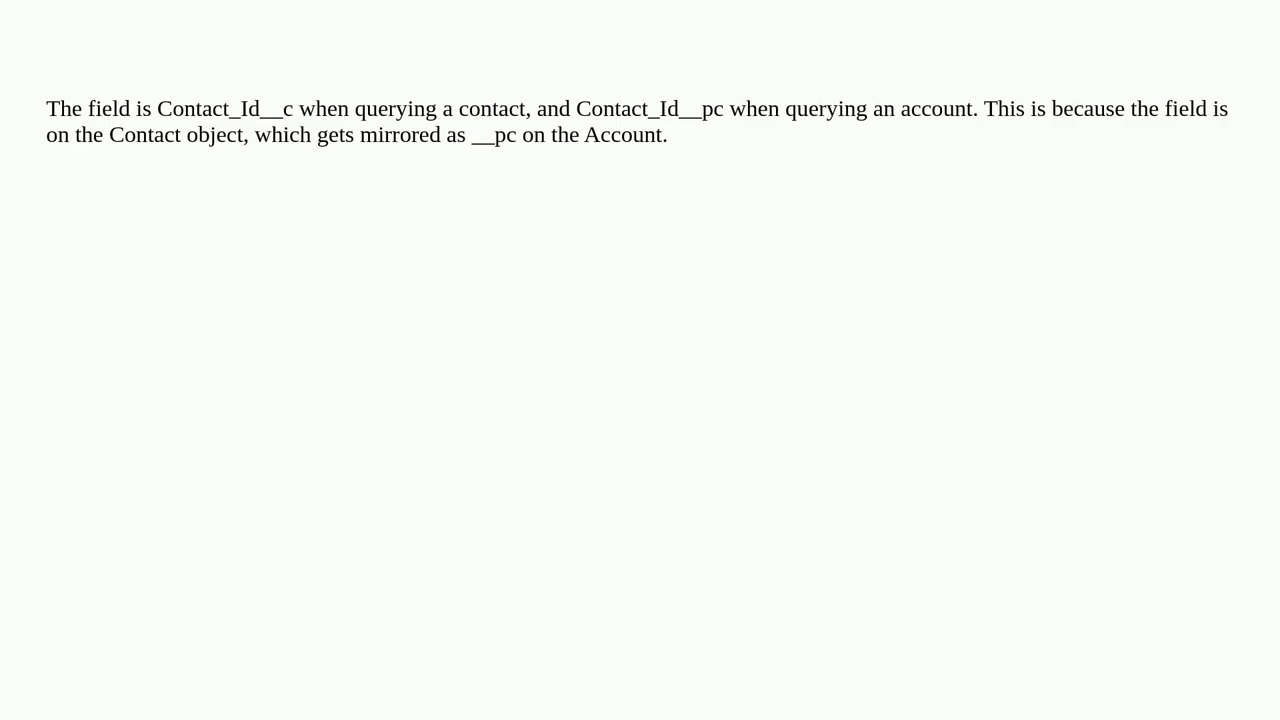 The field is Contact_Id__c when querying a contact, and Contact_Id__pc when querying an account. This is because the field is
on the Contact object, which gets mirrored as __pc on the Account.